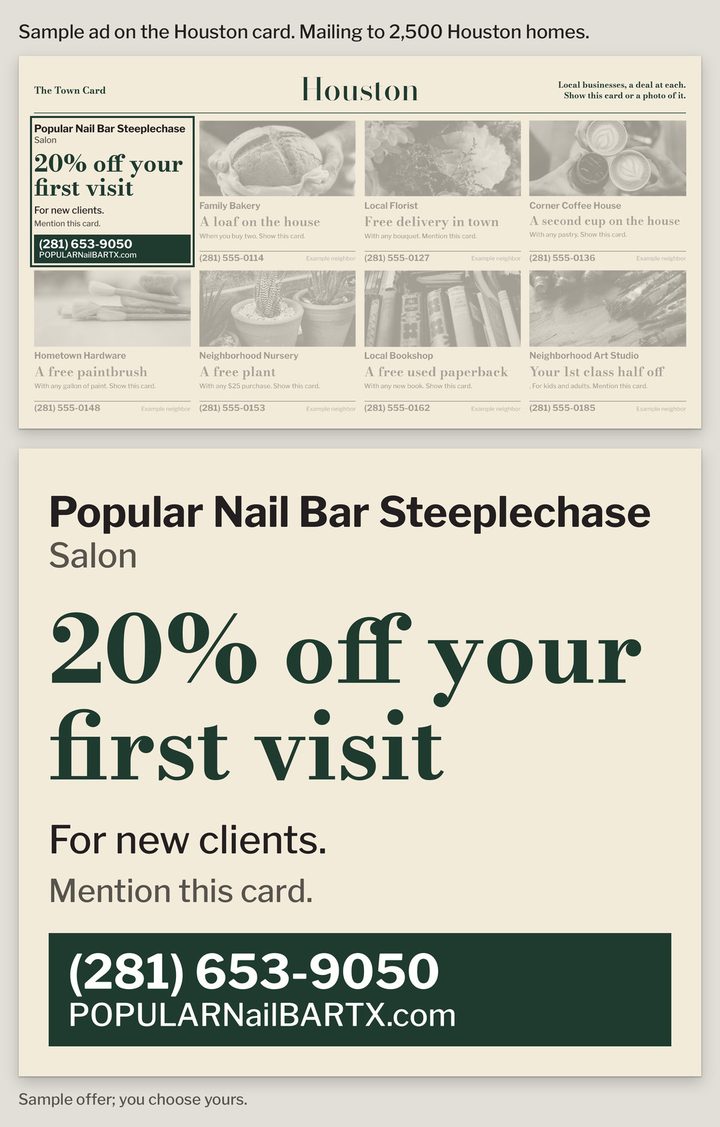 Sample ad on the Houston card. Mailing to 2,500 Houston homes.
The Town Card
Houston
Local businesses, a deal at each.
Show this card or a photo of it.
Popular Nail Bar Steeplechase
Salon
20% off your
first visit
For new clients.
Mention this card.
(281) 653-9050
POPULARNailBARTX.com
Family Bakery
A loaf on the house
When you buy two. Show this card.
(281) 555-0114
Example neighbor
Local Florist
Free delivery in town
With any bouquet. Mention this card.
(281) 555-0127
Example neighbor
Corner Coffee House
A second cup on the house
With any pastry. Show this card.
(281) 555-0136
Example neighbor
Hometown Hardware
A free paintbrush
With any gallon of paint. Show this card.
(281) 555-0148
Example neighbor
Neighborhood Nursery
A free plant
With any $25 purchase. Show this card.
(281) 555-0153
Example neighbor
Local Bookshop
A free used paperback
With any new book. Show this card.
(281) 555-0162
Example neighbor
Neighborhood Art Studio
Your 1st class half off
For kids and adults. Mention this card.
(281) 555-0185
Example neighbor
Popular Nail Bar Steeplechase
Salon
20% off your
first visit
For new clients.
Mention this card.
(281) 653-9050
POPULARNailBARTX.com
Sample offer; you choose yours.